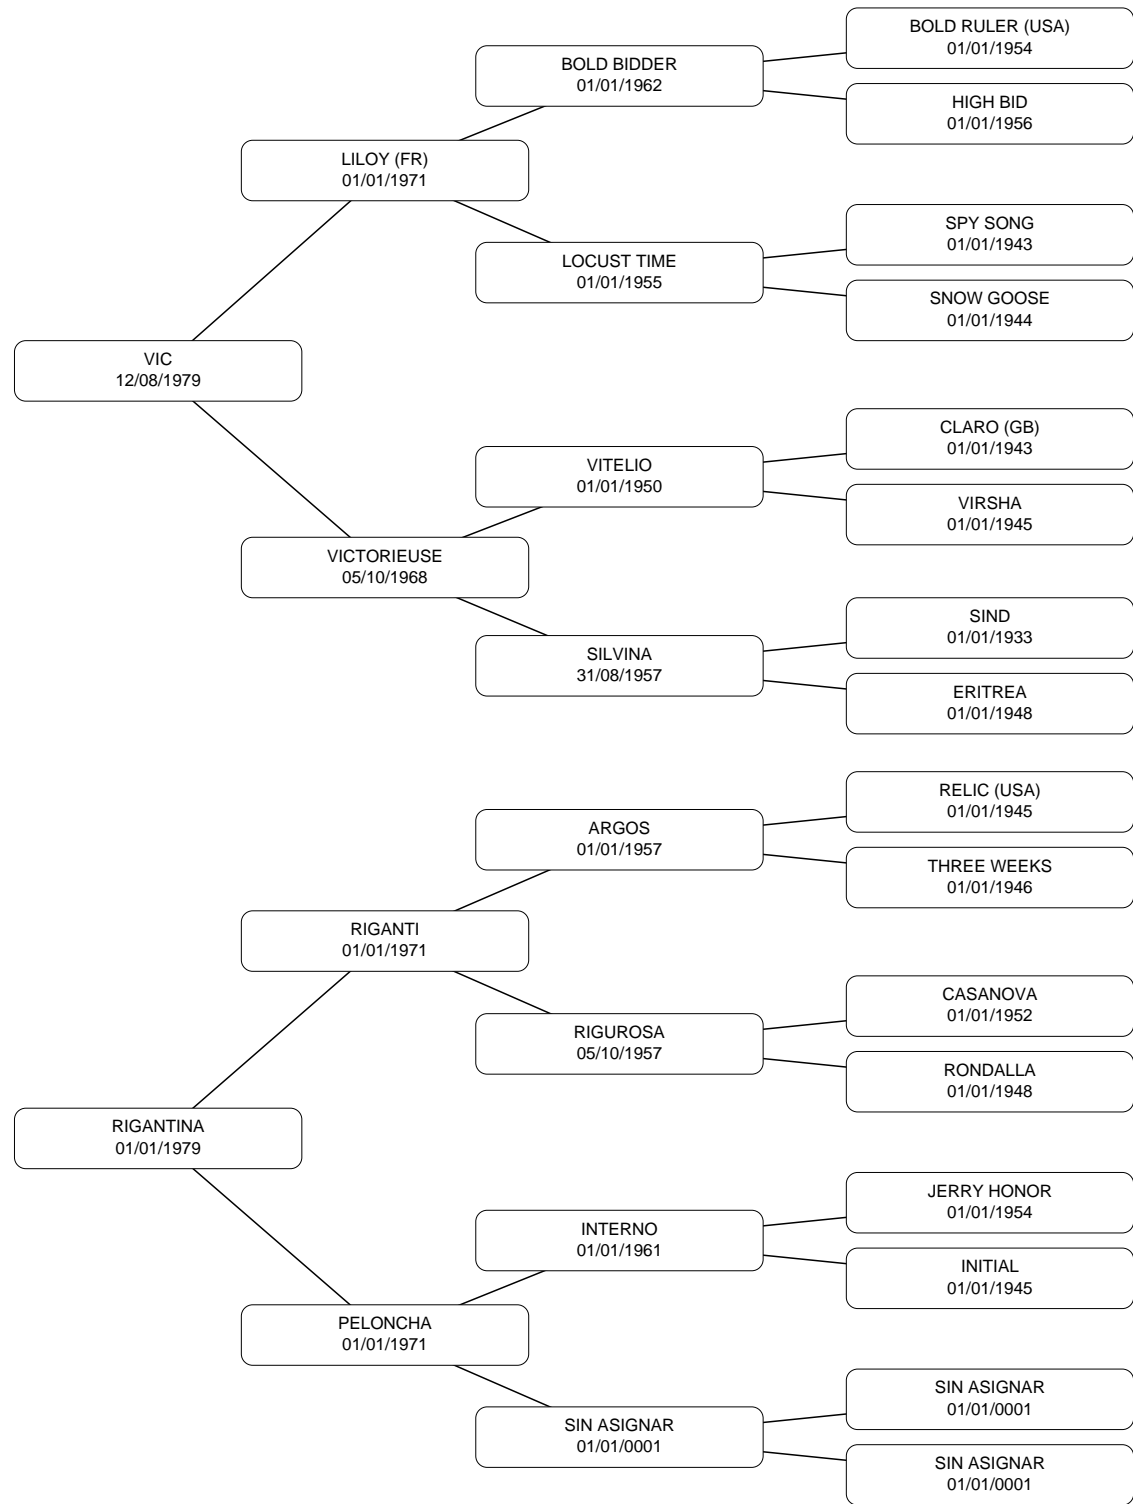 BOLD RULER (USA)
01/01/1954
BOLD BIDDER
01/01/1962
HIGH BID
01/01/1956
LILOY (FR)
01/01/1971
SPY SONG
01/01/1943
LOCUST TIME
01/01/1955
SNOW GOOSE
01/01/1944
VIC
12/08/1979
CLARO (GB)
01/01/1943
VITELIO
01/01/1950
VIRSHA
01/01/1945
VICTORIEUSE
05/10/1968
SIND
01/01/1933
SILVINA
31/08/1957
ERITREA
01/01/1948
RELIC (USA)
01/01/1945
ARGOS
01/01/1957
THREE WEEKS
01/01/1946
RIGANTI
01/01/1971
CASANOVA
01/01/1952
RIGUROSA
05/10/1957
RONDALLA
01/01/1948
RIGANTINA
01/01/1979
JERRY HONOR
01/01/1954
INTERNO
01/01/1961
INITIAL
01/01/1945
PELONCHA
01/01/1971
SIN ASIGNAR
01/01/0001
SIN ASIGNAR
01/01/0001
SIN ASIGNAR
01/01/0001